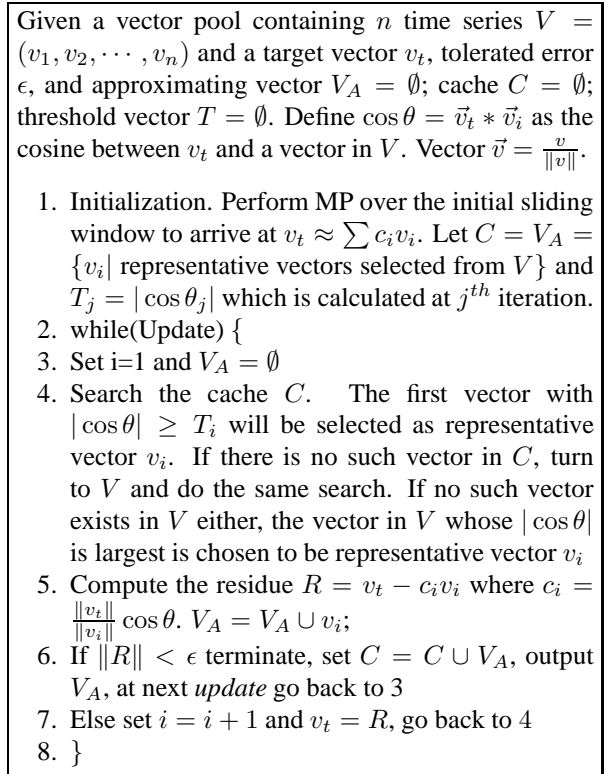 Given a vector pool containing n time series V =
(v₁, v₂, ⋯ , vₙ) and a target vector vₜ, tolerated error
ϵ, and approximating vector V_A = ∅; cache C = ∅;
threshold vector T = ∅. Define cos θ = v⃗ₜ * v⃗ᵢ as the
cosine between vₜ and a vector in V. Vector v⃗ = v/‖v‖.
1. Initialization. Perform MP over the initial sliding
window to arrive at vₜ ≈ ∑ cᵢvᵢ. Let C = V_A =
{vᵢ| representative vectors selected from V} and
Tⱼ = | cos θⱼ| which is calculated at jᵗʰ iteration.
2. while(Update) {
3. Set i=1 and V_A = ∅
4. Search the cache C. The first vector with
| cos θ| ≥ Tᵢ will be selected as representative
vector vᵢ. If there is no such vector in C, turn
to V and do the same search. If no such vector
exists in V either, the vector in V whose | cos θ|
is largest is chosen to be representative vector vᵢ
5. Compute the residue R = vₜ − cᵢvᵢ where cᵢ =
‖vₜ‖/‖vᵢ‖ cos θ. V_A = V_A ∪ vᵢ;
6. If ‖R‖ < ϵ terminate, set C = C ∪ V_A, output
V_A, at next update go back to 3
7. Else set i = i + 1 and vₜ = R, go back to 4
8. }